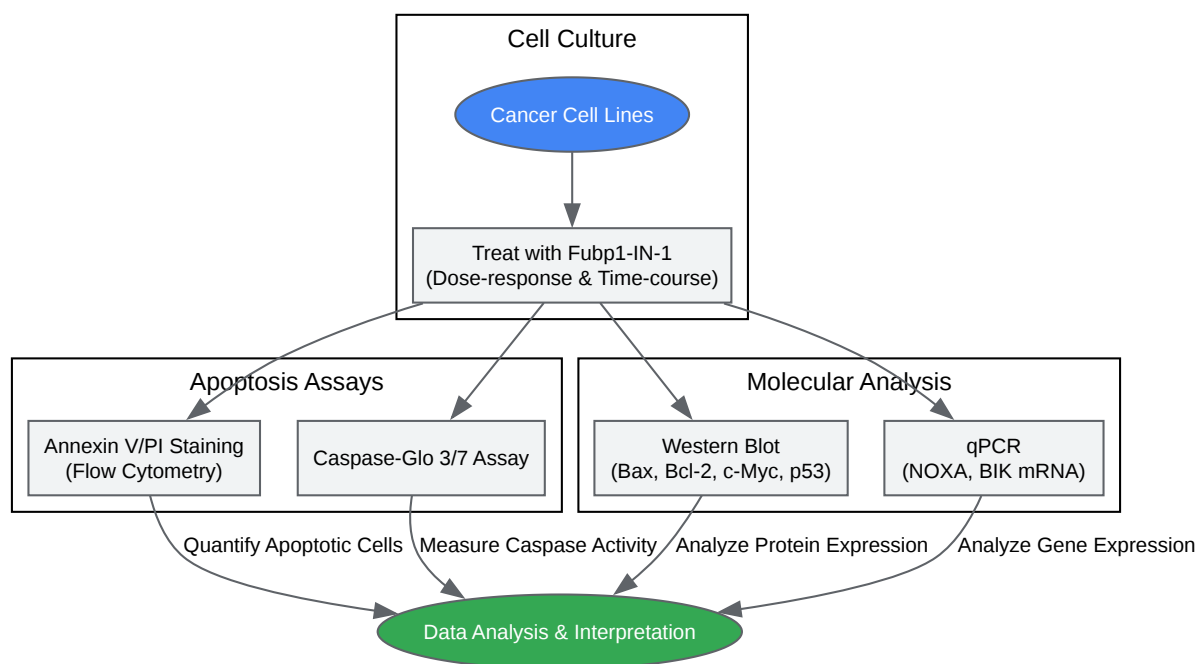 Cell Culture
Cancer Cell Lines
Treat with Fubp1-IN-1
(Dose-response & Time-course)
Apoptosis Assays
Molecular Analysis
Annexin V/PI Staining
(Flow Cytometry)
Caspase-Glo 3/7 Assay
Western Blot
(Bax, Bcl-2, c-Myc, p53)
qPCR
(NOXA, BIK mRNA)
Quantify Apoptotic Cells
Measure Caspase Activity
Analyze Protein Expression
Analyze Gene Expression
Data Analysis & Interpretation